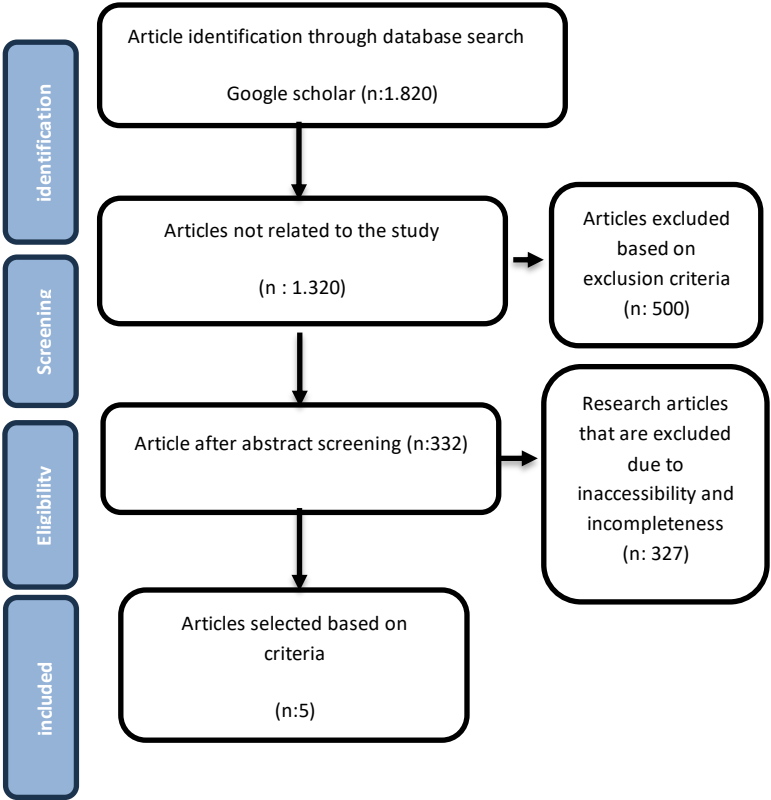 identification
Article identification through database search
Google scholar (n:1.820)
Articles not related to the study
(n : 1.320)
Articles excluded
based on
exclusion criteria
(n: 500)
Screening
Article after abstract screening (n:332)
Research articles
that are excluded
due to
inaccessibility and
incompleteness
(n: 327)
Eligibility
Articles selected based on
criteria
(n:5)
included